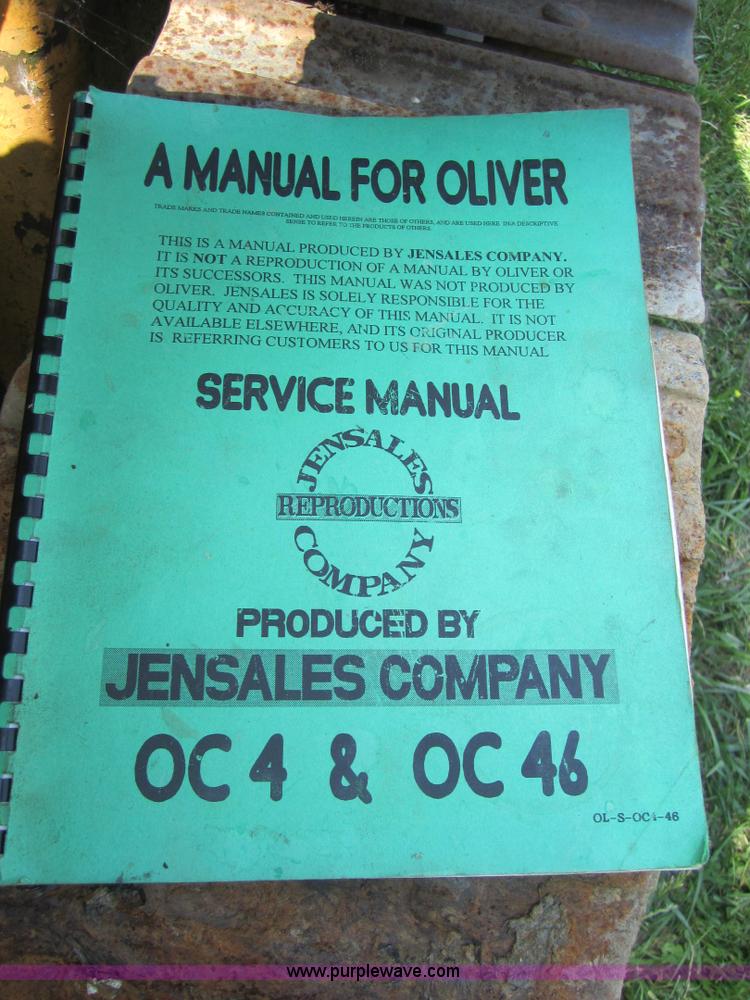 A MANUAL FOR OLIVER
TRADE MARKS AND TRADE NAMES CONTAINED AND USED HEREIN ARE THOSE OF OTHERS, AND ARE USED HERE IN A DESCRIPTIVE
SENSE TO REFER TO THE PRODUCTS OF OTHERS.
THIS IS A MANUAL PRODUCED BY JENSALES COMPANY.
IT IS NOT A REPRODUCTION OF A MANUAL BY OLIVER OR
ITS SUCCESSORS. THIS MANUAL WAS NOT PRODUCED BY
OLIVER. JENSALES IS SOLELY RESPONSIBLE FOR THE
QUALITY AND ACCURACY OF THIS MANUAL. IT IS NOT
AVAILABLE ELSEWHERE, AND ITS ORIGINAL PRODUCER
IS REFERRING CUSTOMERS TO US FOR THIS MANUAL
SERVICE MANUAL
JENSALES
REPRODUCTIONS
COMPANY
PRODUCED BY
JENSALES COMPANY
OC 4 & OC 46
OL-S-OC4-46
www.purplewave.com